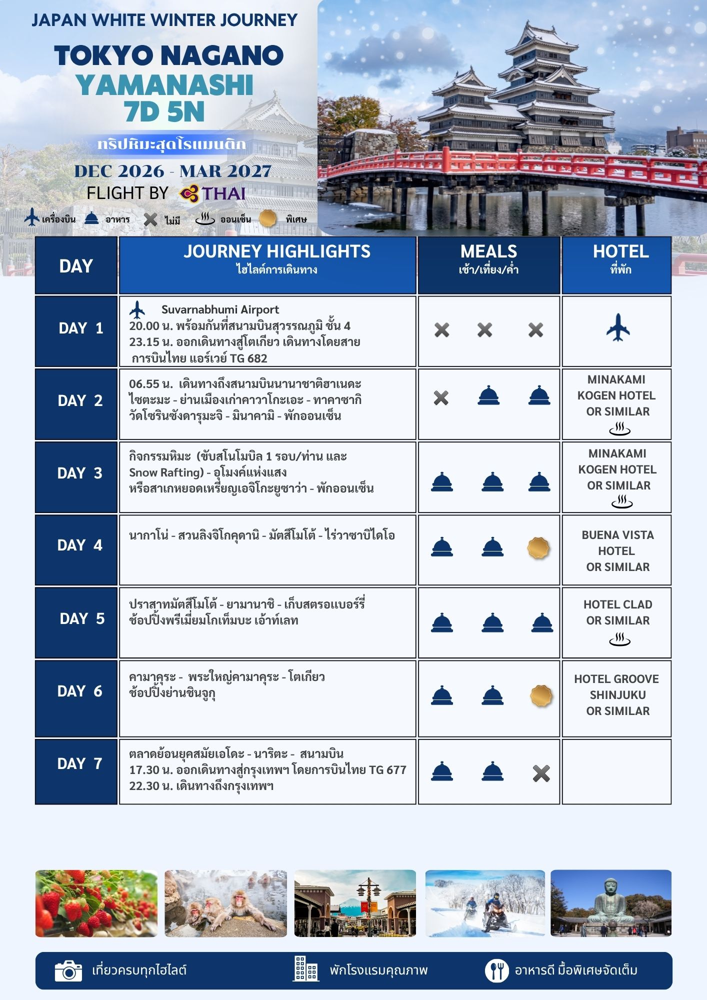 JAPAN WHITE WINTER JOURNEY
TOKYO NAGANO
YAMANASHI
7D 5N
ทริปหิมะสุดโรแมนติก
DEC 2026 - MAR 2027
FLIGHT BY THAI
เครื่องบิน อาหาร ไม่มี ออนเซ็น พิเศษ
DAY
JOURNEY HIGHLIGHTS
ไฮไลต์การเดินทาง
MEALS
เช้า/เที่ยง/ค่ำ
HOTEL
ที่พัก
DAY 1
Suvarnabhumi Airport
20.00 น. พร้อมกันที่สนามบินสุวรรณภูมิ ชั้น 4
23.15 น. ออกเดินทางสู่โตเกียว เดินทางโดยสาย
การบินไทย แอร์เวย์ TG 682
DAY 2
06.55 น. เดินทางถึงสนามบินนานาชาติฮาเนดะ
ไซตะมะ - ย่านเมืองเก่าคาวาโกะเอะ - ทาคาซากิ
วัดโซรินซังดารุมะจิ - มินาคามิ - พักออนเซ็น
MINAKAMI
KOGEN HOTEL
OR SIMILAR
DAY 3
กิจกรรมหิมะ (ขับสโนโมบิล 1 รอบ/ท่าน และ
Snow Rafting) - อุโมงค์แห่งแสง
หรือสาเกหยอดเหรียญเอจิโกะยูซาว่า - พักออนเซ็น
MINAKAMI
KOGEN HOTEL
OR SIMILAR
DAY 4
นากาโน่ - สวนลิงจิโกคุดานิ - มัตสึโมโต้ - ไร่วาซาบิไดโอ
BUENA VISTA
HOTEL
OR SIMILAR
DAY 5
ปราสาทมัตสึโมโต้ - ยามานาชิ - เก็บสตรอเเบอร์รี่
ช้อปปิ้งพรีเมี่ยมโกเท็มบะ เอ้าท์เลท
HOTEL CLAD
OR SIMILAR
DAY 6
คามาคุระ - พระใหญ่คามาคุระ - โตเกียว
ช้อปปิ้งย่านชินจูกุ
HOTEL GROOVE
SHINJUKU
OR SIMILAR
DAY 7
ตลาดย้อนยุคสมัยเอโดะ - นาริตะ - สนามบิน
17.30 น. ออกเดินทางสู่กรุงเทพฯ โดยการบินไทย TG 677
22.30 น. เดินทางถึงกรุงเทพฯ
เที่ยวครบทุกไฮไลต์
พักโรงแรมคุณภาพ
อาหารดี มื้อพิเศษจัดเต็ม